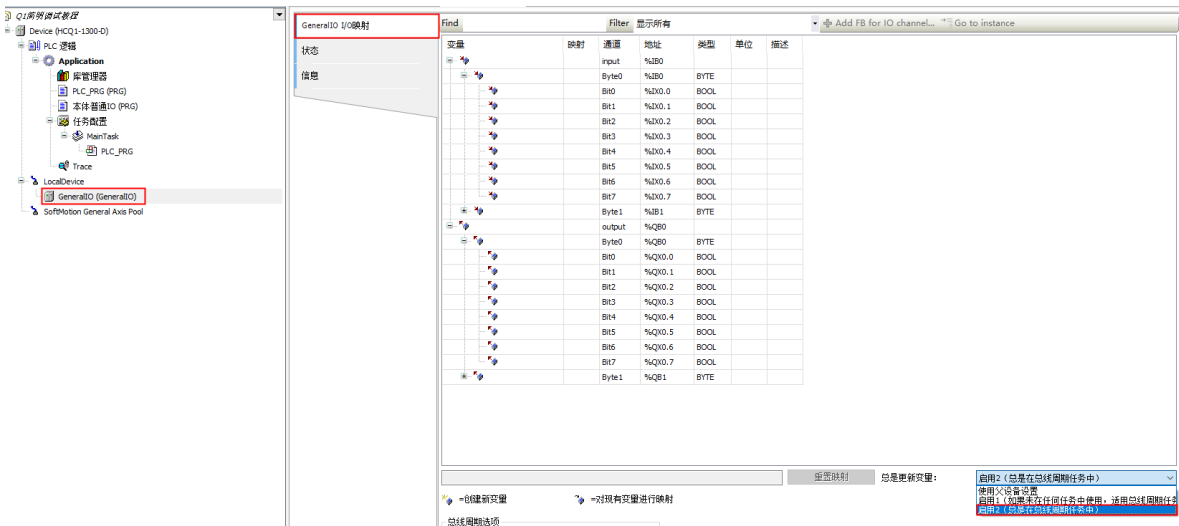 Q1简明调试教程
Device (HCQ1-1300-D)
PLC 逻辑
Application
库管理器
PLC_PRG (PRG)
本体普通IO (PRG)
任务配置
MainTask
PLC_PRG
Trace
LocalDevice
GeneralIO (GeneralIO)
SoftMotion General Axis Pool
GeneralIO I/O映射
状态
信息
Find Filter 显示所有 Add FB for IO channel... Go to instance
变量 映射 通道 地址 类型 单位 描述
input %IB0
Byte0 %IB0 BYTE
Bit0 %IX0.0 BOOL
Bit1 %IX0.1 BOOL
Bit2 %IX0.2 BOOL
Bit3 %IX0.3 BOOL
Bit4 %IX0.4 BOOL
Bit5 %IX0.5 BOOL
Bit6 %IX0.6 BOOL
Bit7 %IX0.7 BOOL
Byte1 %IB1 BYTE
output %QB0
Byte0 %QB0 BYTE
Bit0 %QX0.0 BOOL
Bit1 %QX0.1 BOOL
Bit2 %QX0.2 BOOL
Bit3 %QX0.3 BOOL
Bit4 %QX0.4 BOOL
Bit5 %QX0.5 BOOL
Bit6 %QX0.6 BOOL
Bit7 %QX0.7 BOOL
Byte1 %QB1 BYTE
重置映射 总是更新变量: 启用2（总是在总线周期任务中）
使用父设备设置
启用1（如果未在任何任务中使用，适用总线周期任务
启用2（总是在总线周期任务中）
=创建新变量 =对现有变量进行映射
总线周期选项